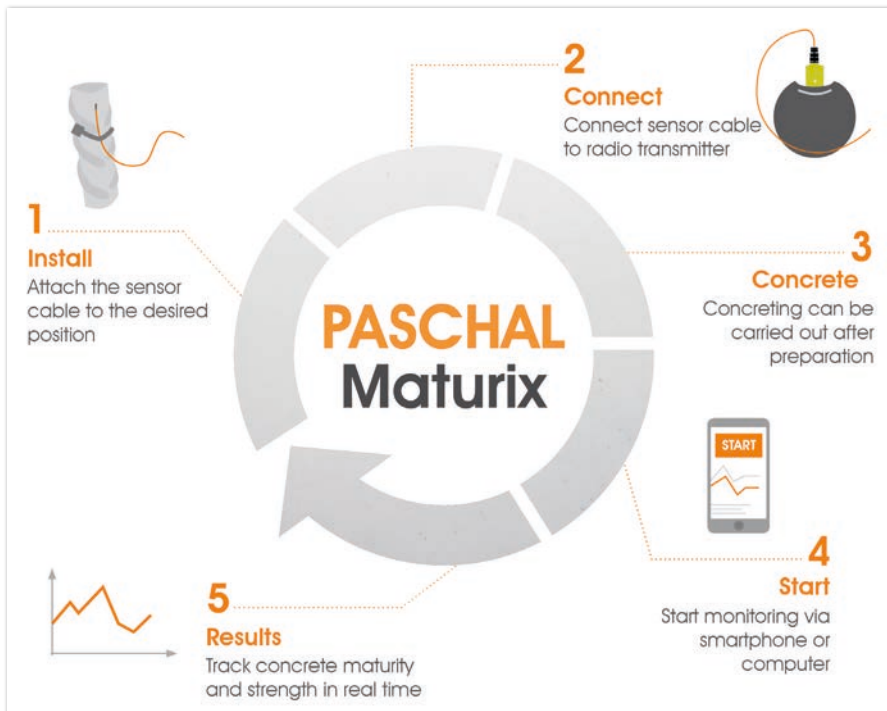 1
Install
Attach the sensor
cable to the desired
position
2
Connect
Connect sensor cable
to radio transmitter
3
Concrete
Concreting can be
carried out after
preparation
PASCHAL
Maturix
START
4
Start
Start monitoring via
smartphone or
computer
5
Results
Track concrete maturity
and strength in real time